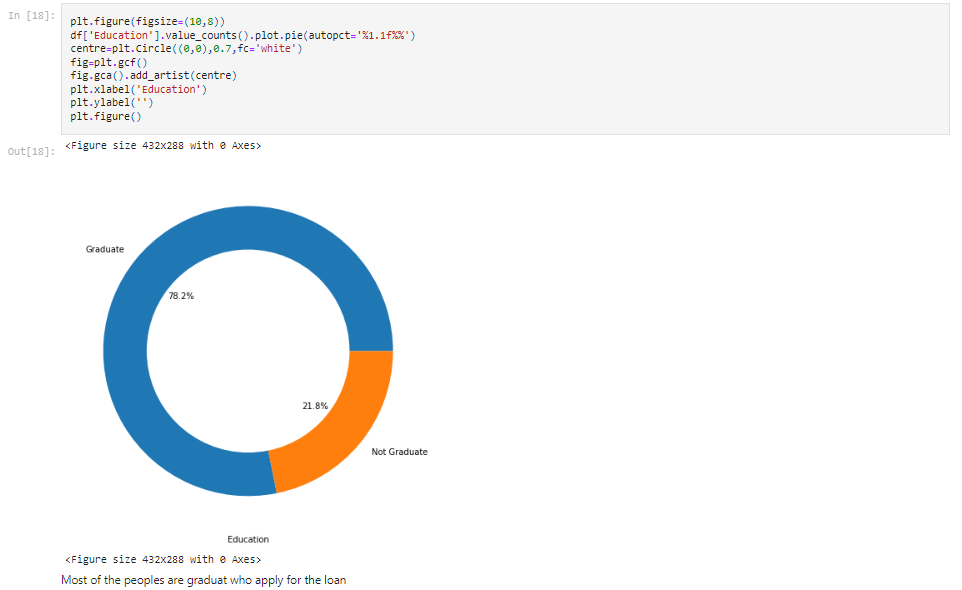 In [18]:
plt.figure(figsize=(10,8))
df['Education'].value_counts().plot.pie(autopct='%1.1f%%')
centre=plt.Circle((0,0),0.7,fc='white')
fig=plt.gcf()
fig.gca().add_artist(centre)
plt.xlabel('Education')
plt.ylabel('')
plt.figure()
Out[18]:
<Figure size 432x288 with 0 Axes>
Graduate
78.2%
21.8%
Not Graduate
Education
<Figure size 432x288 with 0 Axes>
Most of the peoples are graduat who apply for the loan